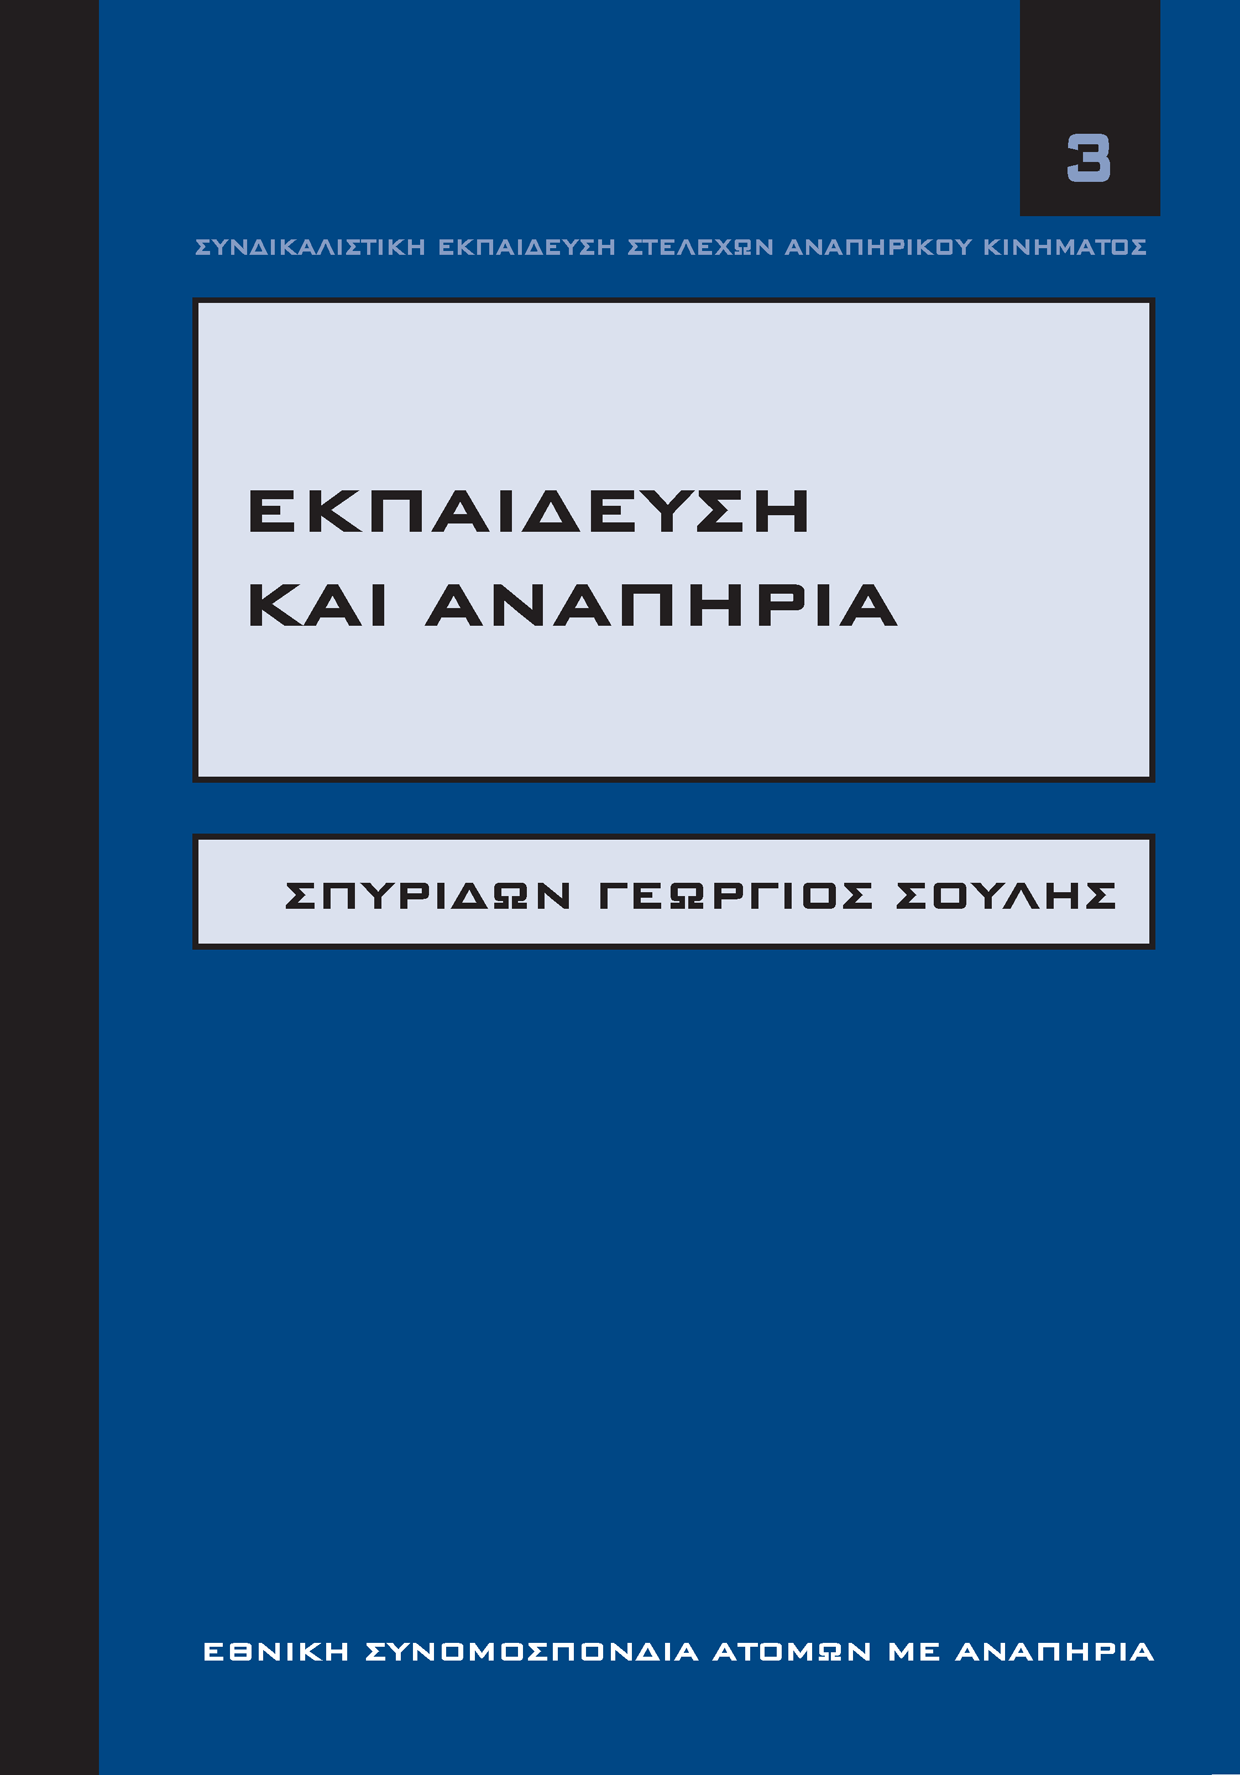 3
ΣΥΝΔΙΚΑΛΙΣΤΙΚΗ ΕΚΠΑΙΔΕΥΣΗ ΣΤΕΛΕΧΩΝ ΑΝΑΠΗΡΙΚΟΥ ΚΙΝΗΜΑΤΟΣ
ΕΚΠΑΙΔΕΥΣΗ
ΚΑΙ ΑΝΑΠΗΡΙΑ
ΣΠΥΡΙΔΩΝ ΓΕΩΡΓΙΟΣ ΣΟΥΛΗΣ
ΕΘΝΙΚΗ ΣΥΝΟΜΟΣΠΟΝΔΙΑ ΑΤΟΜΩΝ ΜΕ ΑΝΑΠΗΡΙΑ